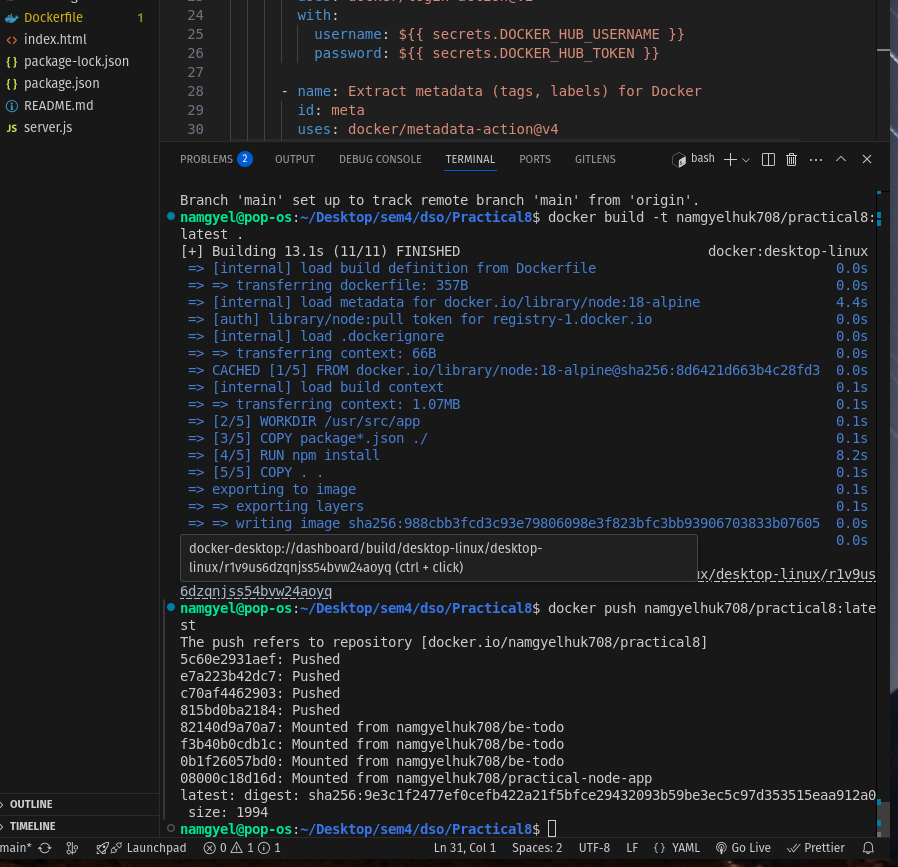 Dockerfile 1
index.html
package-lock.json
package.json
README.md
JS server.js
OUTLINE
TIMELINE
24 with:
25 username: ${{ secrets.DOCKER_HUB_USERNAME }}
26 password: ${{ secrets.DOCKER_HUB_TOKEN }}
27
28 - name: Extract metadata (tags, labels) for Docker
29 id: meta
30 uses: docker/metadata-action@v4
PROBLEMS 2 OUTPUT DEBUG CONSOLE TERMINAL PORTS GITLENS bash
Branch 'main' set up to track remote branch 'main' from 'origin'.
namgyel@pop-os:~/Desktop/sem4/dso/Practical8$ docker build -t namgyelhuk708/practical8:
latest .
[+] Building 13.1s (11/11) FINISHED docker:desktop-linux
=> [internal] load build definition from Dockerfile 0.0s
=> => transferring dockerfile: 357B 0.0s
=> [internal] load metadata for docker.io/library/node:18-alpine 4.4s
=> [auth] library/node:pull token for registry-1.docker.io 0.0s
=> [internal] load .dockerignore 0.0s
=> => transferring context: 66B 0.0s
=> CACHED [1/5] FROM docker.io/library/node:18-alpine@sha256:8d6421d663b4c28fd3 0.0s
=> [internal] load build context 0.1s
=> => transferring context: 1.07MB 0.1s
=> [2/5] WORKDIR /usr/src/app 0.1s
=> [3/5] COPY package*.json ./ 0.1s
=> [4/5] RUN npm install 8.2s
=> [5/5] COPY . . 0.1s
=> exporting to image 0.1s
=> => exporting layers 0.1s
=> => writing image sha256:988cbb3fcd3c93e79806098e3f823bfc3bb93906703833b07605 0.0s
0.0s
docker-desktop://dashboard/build/desktop-linux/desktop-
linux/r1v9us6dzqnjss54bvw24aoyq (ctrl + click)
ux/desktop-linux/r1v9us
6dzqnjss54bvw24aoyq
namgyel@pop-os:~/Desktop/sem4/dso/Practical8$ docker push namgyelhuk708/practical8:late
st
The push refers to repository [docker.io/namgyelhuk708/practical8]
5c60e2931aef: Pushed
e7a223b42dc7: Pushed
c70af4462903: Pushed
815bd0ba2184: Pushed
82140d9a70a7: Mounted from namgyelhuk708/be-todo
f3b40b0cdb1c: Mounted from namgyelhuk708/be-todo
0b1f26057bd0: Mounted from namgyelhuk708/be-todo
08000c18d16d: Mounted from namgyelhuk708/practical-node-app
latest: digest: sha256:9e3c1f2477ef0cefb422a21f5bfce29432093b59be3ec5c97d353515eaa912a0
size: 1994
namgyel@pop-os:~/Desktop/sem4/dso/Practical8$
main* Launchpad 0 1 1 Ln 31, Col 1 Spaces: 2 UTF-8 LF {} YAML Go Live Prettier